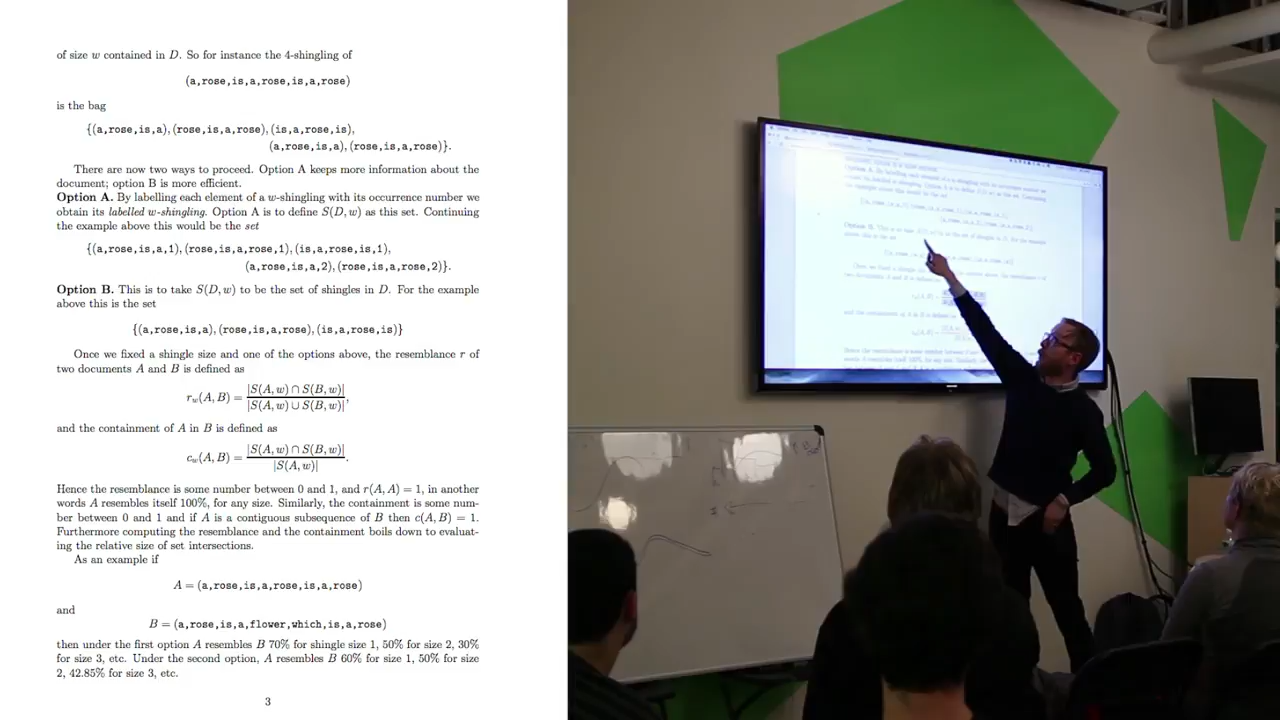 of size w contained in D. So for instance the 4-shingling of
(a,rose,is,a,rose,is,a,rose)
is the bag
{(a,rose,is,a),(rose,is,a,rose),(is,a,rose,is),
(a,rose,is,a),(rose,is,a,rose)}.
There are now two ways to proceed. Option A keeps more information about the
document; option B is more efficient.
Option A. By labelling each element of a w-shingling with its occurrence number we
obtain its labelled w-shingling. Option A is to define S(D, w) as this set. Continuing
the example above this would be the set
{(a,rose,is,a,1),(rose,is,a,rose,1),(is,a,rose,is,1),
(a,rose,is,a,2),(rose,is,a,rose,2)}.
Option B. This is to take S(D, w) to be the set of shingles in D. For the example
above this is the set
{(a,rose,is,a),(rose,is,a,rose),(is,a,rose,is)}
Once we fixed a shingle size and one of the options above, the resemblance r of
two documents A and B is defined as
r_w(A, B) = |S(A, w) ∩ S(B, w)| / |S(A, w) ∪ S(B, w)|,
and the containment of A in B is defined as
c_w(A, B) = |S(A, w) ∩ S(B, w)| / |S(A, w)|.
Hence the resemblance is some number between 0 and 1, and r(A, A) = 1, in another
words A resembles itself 100%, for any size. Similarly, the containment is some num-
ber between 0 and 1 and if A is a contiguous subsequence of B then c(A, B) = 1.
Furthermore computing the resemblance and the containment boils down to evaluat-
ing the relative size of set intersections.
As an example if
A = (a,rose,is,a,rose,is,a,rose)
and
B = (a,rose,is,a,flower,which,is,a,rose)
then under the first option A resembles B 70% for shingle size 1, 50% for size 2, 30%
for size 3, etc. Under the second option, A resembles B 60% for size 1, 50% for size
2, 42.85% for size 3, etc.
3